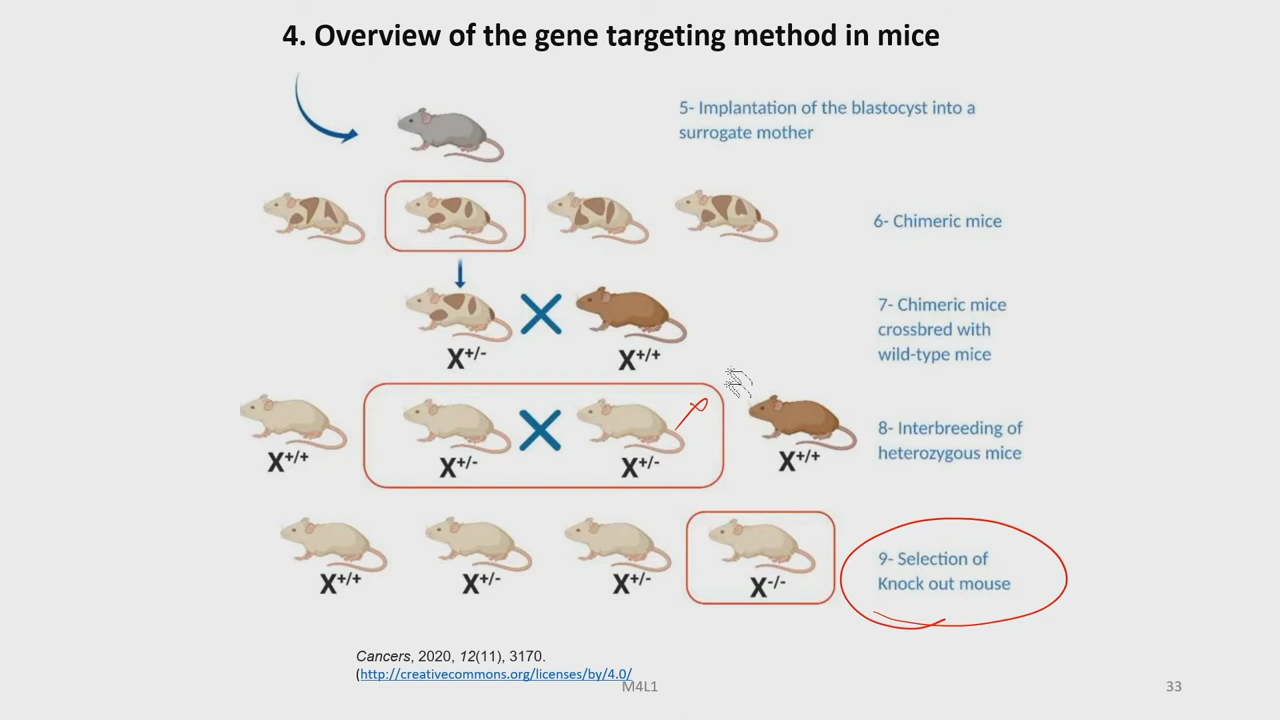 4. Overview of the gene targeting method in mice
5- Implantation of the blastocyst into a
surrogate mother
6- Chimeric mice
7- Chimeric mice
crossbred with
wild-type mice
X+/-
X+/+
8- Interbreeding of
heterozygous mice
X+/+
X+/-
X+/-
X+/+
9- Selection of
Knock out mouse
X+/+
X+/-
X+/-
X-/-
Cancers, 2020, 12(11), 3170.
(http://creativecommons.org/licenses/by/4.0/
M4L1
33